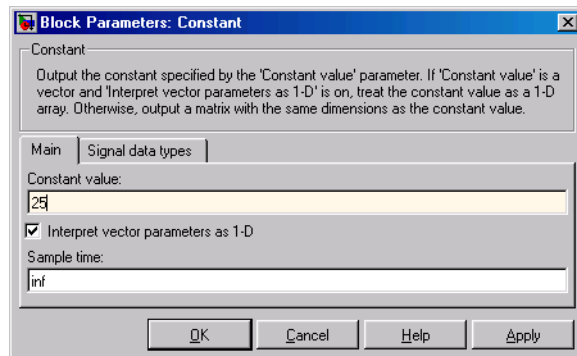 Block Parameters: Constant
Constant
Output the constant specified by the 'Constant value' parameter. If 'Constant value' is a
vector and 'Interpret vector parameters as 1-D' is on, treat the constant value as a 1-D
array. Otherwise, output a matrix with the same dimensions as the constant value.
Main Signal data types
Constant value:
25
Interpret vector parameters as 1-D
Sample time:
inf
OK Cancel Help Apply